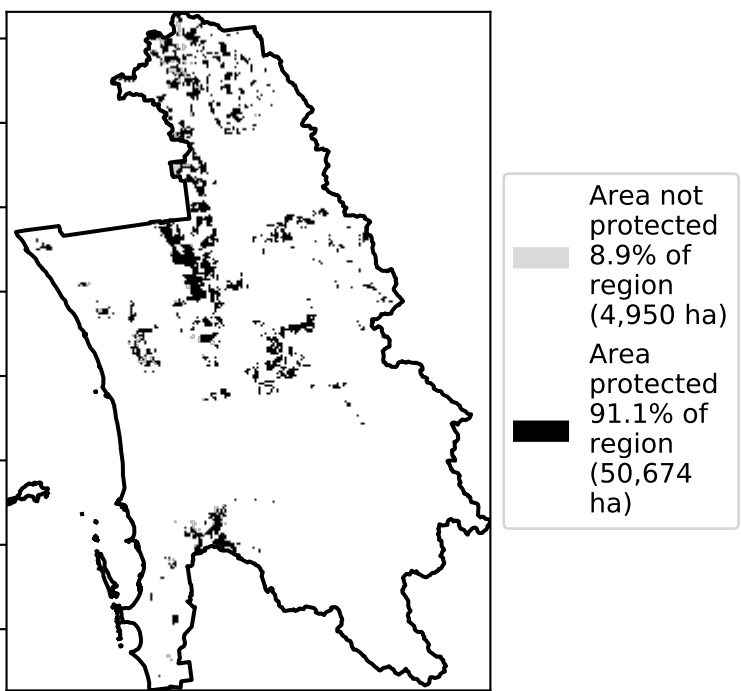 Area not
protected
8.9% of
region
(4,950 ha)
Area
protected
91.1% of
region
(50,674
ha)